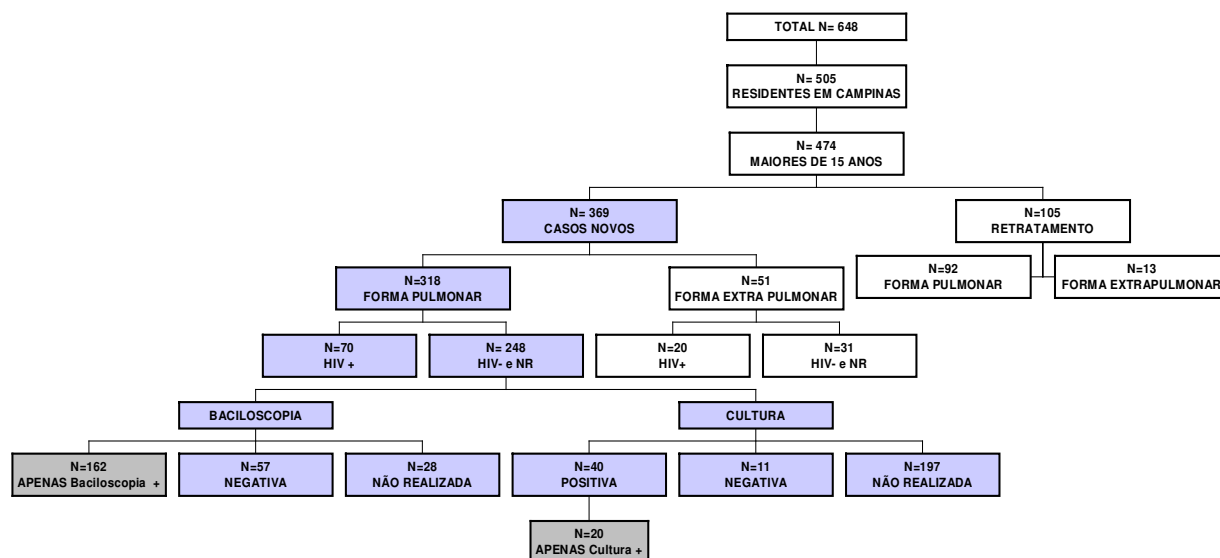 TOTAL N= 648
N= 505
RESIDENTES EM CAMPINAS
N= 474
MAIORES DE 15 ANOS
N= 369
CASOS NOVOS
N=105
RETRATAMENTO
N=318
FORMA PULMONAR
N=51
FORMA EXTRA PULMONAR
N=92
FORMA PULMONAR
N=13
FORMA EXTRAPULMONAR
N=70
HIV +
N= 248
HIV- e NR
N=20
HIV+
N=31
HIV- e NR
BACILOSCOPIA
CULTURA
N=162
APENAS Baciloscopia +
N=57
NEGATIVA
N=28
NÃO REALIZADA
N=40
POSITIVA
N=11
NEGATIVA
N=197
NÃO REALIZADA
N=20
APENAS Cultura +